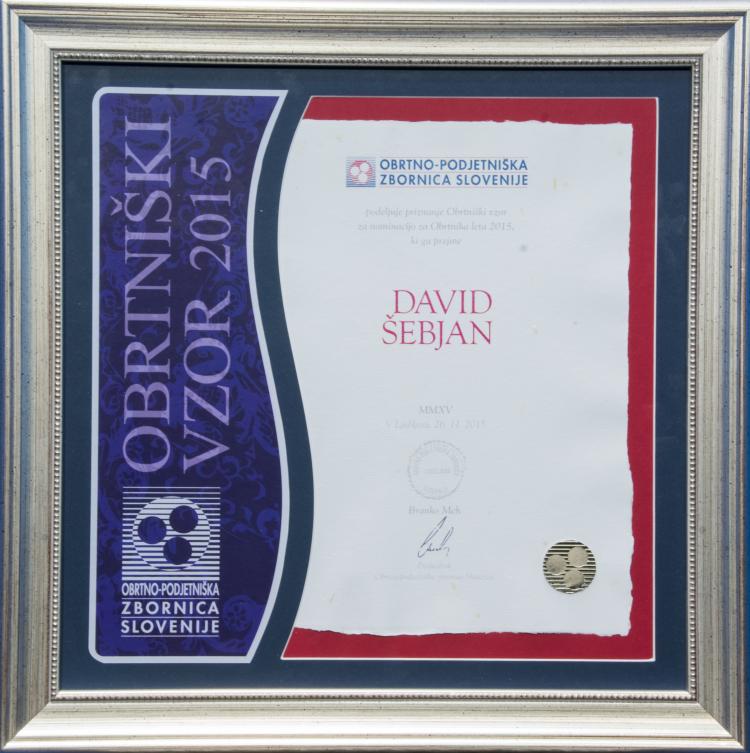 OBRTNIŠKI
VZOR 2015
OBRTNO-PODJETNIŠKA
ZBORNICA
SLOVENIJE
OBRTNO-PODJETNIŠKA
ZBORNICA SLOVENIJE
podeljuje priznanje Obrtniški vzor
za nominacijo za Obrtnika leta 2015,
ki ga prejme
DAVID
ŠEBJAN
MMXV
V Ljubljani, 26. 11. 2015
Branko Meh
Predsednik